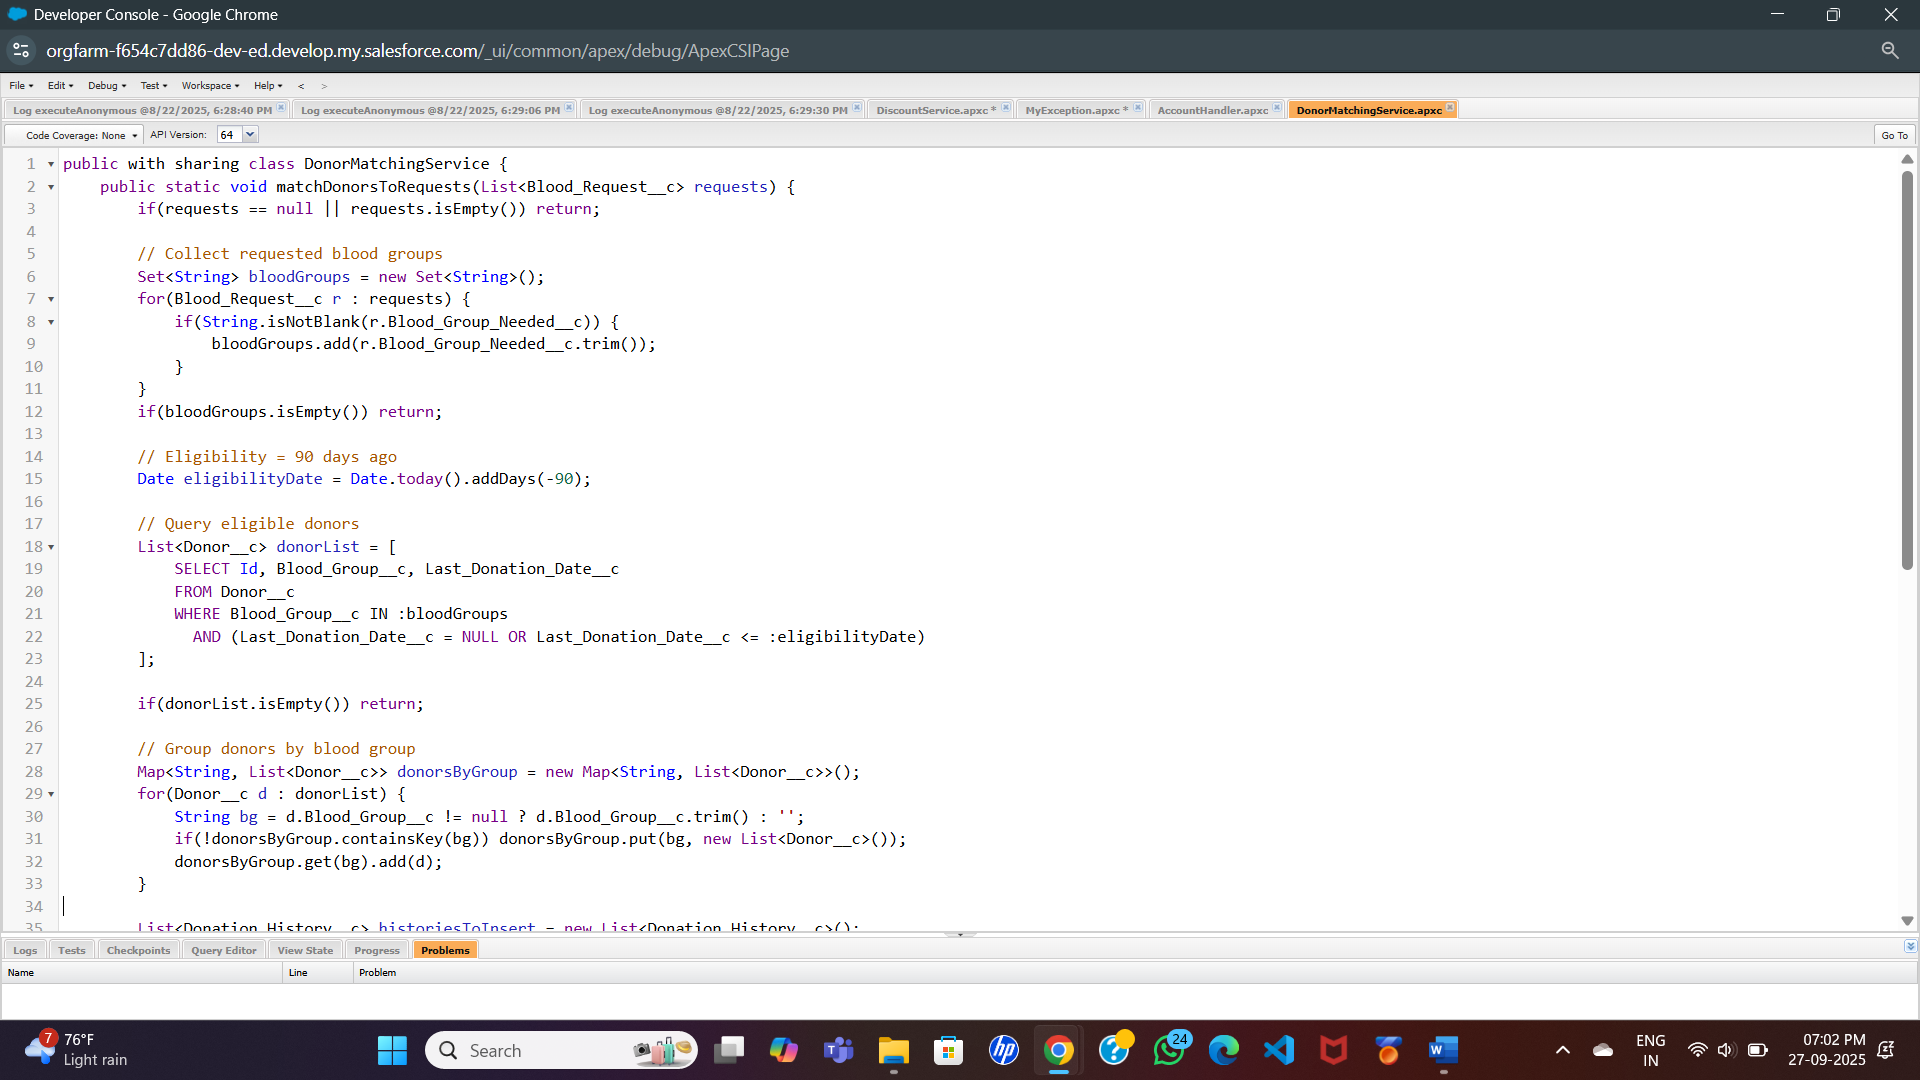 Developer Console - Google Chrome
orgfarm-f654c7dd86-dev-ed.develop.my.salesforce.com/_ui/common/apex/debug/ApexCSIPage
File Edit Debug Test Workspace Help < >
Log executeAnonymous @8/22/2025, 6:28:40 PM Log executeAnonymous @8/22/2025, 6:29:06 PM Log executeAnonymous @8/22/2025, 6:29:30 PM DiscountService.apxc * MyException.apxc * AccountHandler.apxc DonorMatchingService.apxc
Code Coverage: None API Version: 64 Go To
1 public with sharing class DonorMatchingService {
2 public static void matchDonorsToRequests(List<Blood_Request__c> requests) {
3 if(requests == null || requests.isEmpty()) return;
4
5 // Collect requested blood groups
6 Set<String> bloodGroups = new Set<String>();
7 for(Blood_Request__c r : requests) {
8 if(String.isNotBlank(r.Blood_Group_Needed__c)) {
9 bloodGroups.add(r.Blood_Group_Needed__c.trim());
10 }
11 }
12 if(bloodGroups.isEmpty()) return;
13
14 // Eligibility = 90 days ago
15 Date eligibilityDate = Date.today().addDays(-90);
16
17 // Query eligible donors
18 List<Donor__c> donorList = [
19 SELECT Id, Blood_Group__c, Last_Donation_Date__c
20 FROM Donor__c
21 WHERE Blood_Group__c IN :bloodGroups
22 AND (Last_Donation_Date__c = NULL OR Last_Donation_Date__c <= :eligibilityDate)
23 ];
24
25 if(donorList.isEmpty()) return;
26
27 // Group donors by blood group
28 Map<String, List<Donor__c>> donorsByGroup = new Map<String, List<Donor__c>>();
29 for(Donor__c d : donorList) {
30 String bg = d.Blood_Group__c != null ? d.Blood_Group__c.trim() : '';
31 if(!donorsByGroup.containsKey(bg)) donorsByGroup.put(bg, new List<Donor__c>());
32 donorsByGroup.get(bg).add(d);
33 }
34
35 List<Donation_History__c> historiesToInsert = new List<Donation_History__c>();
Logs Tests Checkpoints Query Editor View State Progress Problems
Name Line Problem
7 76°F
Light rain
Search
24
ENG
IN
07:02 PM
27-09-2025